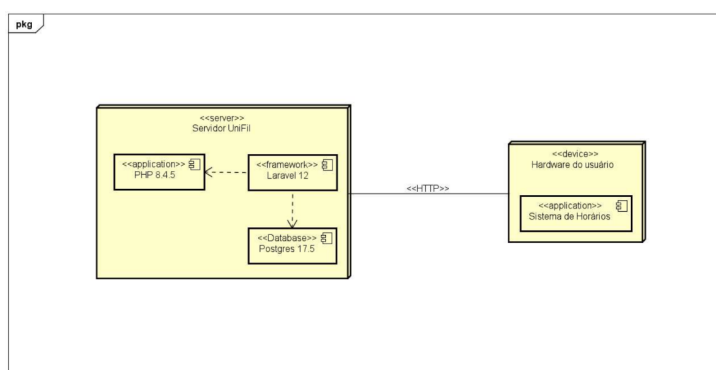 pkg
<<server>>
Servidor UniFil
<<application>>
PHP 8.4.5
<<framework>>
Laravel 12
<<Database>>
Postgres 17.5
<<HTTP>>
<<device>>
Hardware do usuário
<<application>>
Sistema de Horários